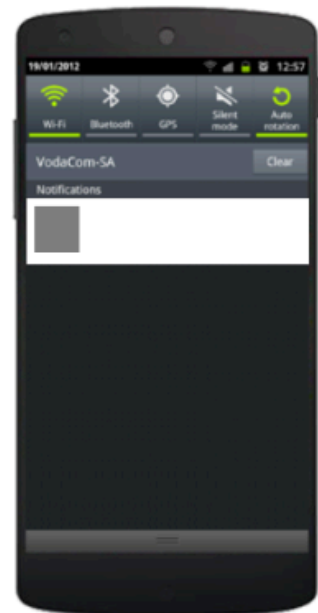 19/01/2012 12:57
Wi-Fi Bluetooth GPS Silent mode Auto rotation
VodaCom-SA Clear
Notifications